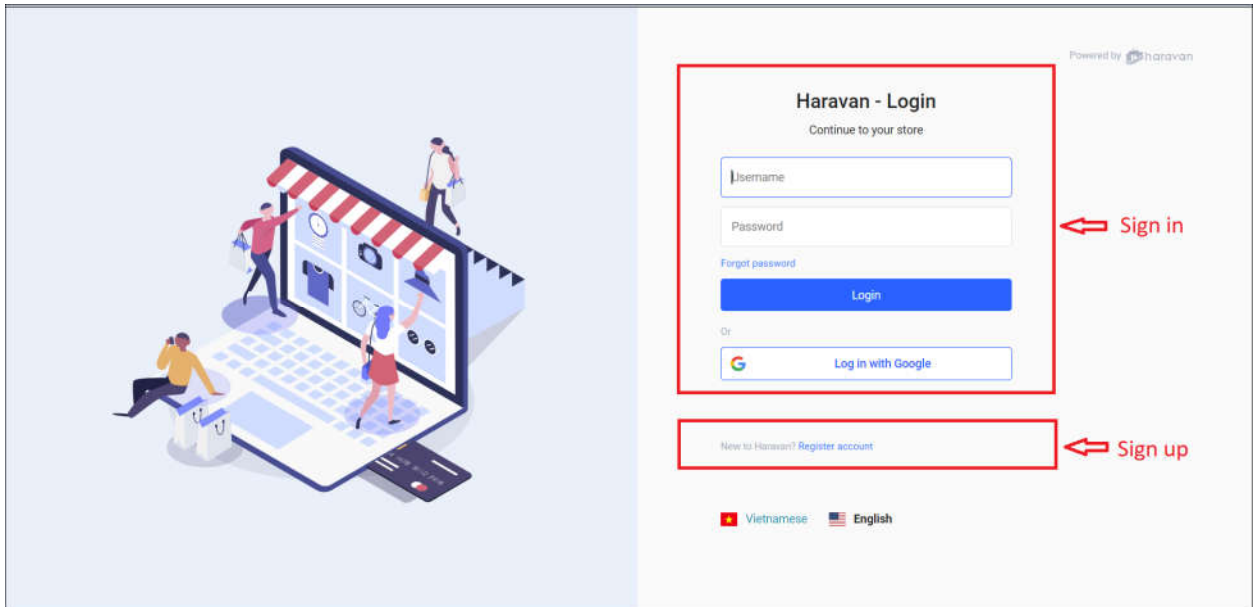 Powered by haravan
Haravan - Login
Continue to your store
Username
Password
Sign in
Forgot password
Login
Or
Log in with Google
New to Haravan? Register account
Sign up
Vietnamese English